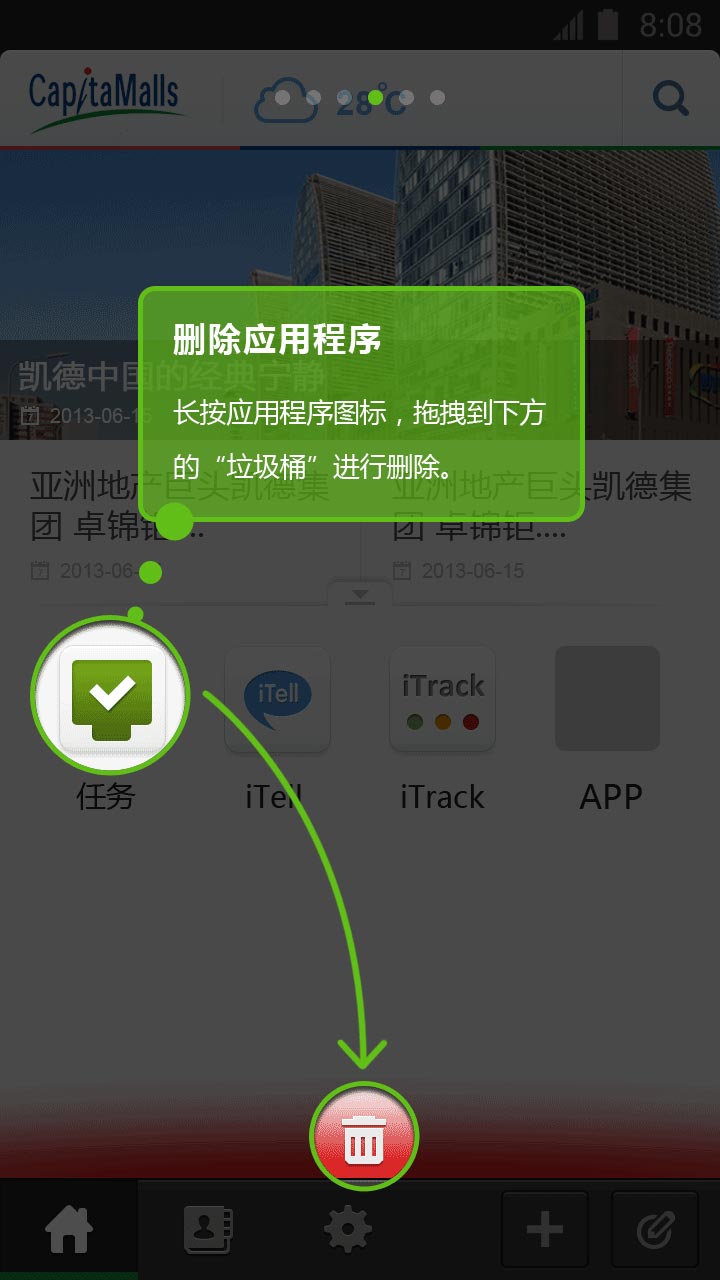 8:08
CapitaMalls
28°C
删除应用程序
长按应用程序图标，拖拽到下方
的“垃圾桶”进行删除。
凯德中国的经典宁静
2013-06-15
亚洲地产巨头凯德集
团 卓锦钜....
2013-06-
亚洲地产巨头凯德集
团 卓锦钜....
2013-06-15
iTell
iTrack
任务
iTell
iTrack
APP